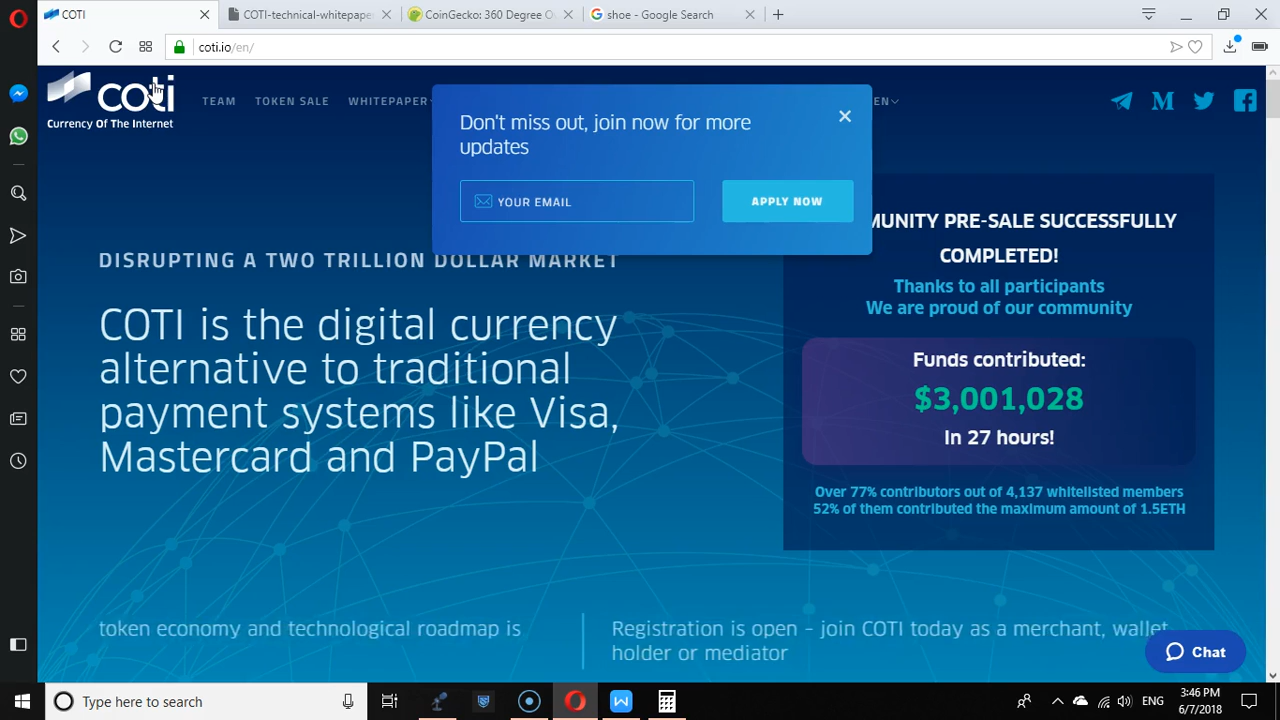 COTI
COTI-technical-whitepaper
CoinGecko: 360 Degree O
shoe - Google Search
coti.io/en/
coti
Currency Of The Internet
TEAM
TOKEN SALE
WHITEPAPER
EN
Don't miss out, join now for more
updates
YOUR EMAIL
APPLY NOW
DISRUPTING A TWO TRILLION DOLLAR MARKET
COTI is the digital currency
alternative to traditional
payment systems like Visa,
Mastercard and PayPal
MUNITY PRE-SALE SUCCESSFULLY
COMPLETED!
Thanks to all participants
We are proud of our community
Funds contributed:
$3,001,028
In 27 hours!
Over 77% contributors out of 4,137 whitelisted members
52% of them contributed the maximum amount of 1.5ETH
token economy and technological roadmap is
Registration is open – join COTI today as a merchant, wallet
holder or mediator
Chat
Type here to search
ENG
3:46 PM
6/7/2018